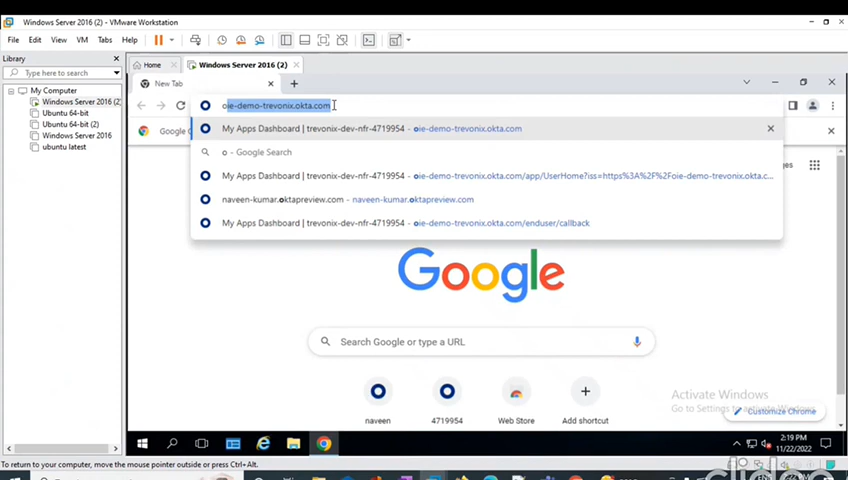 Windows Server 2016 (2) - VMware Workstation
File Edit View VM Tabs Help
Library
Type here to search
My Computer
Windows Server 2016 (2)
Ubuntu 64-bit
Ubuntu 64-bit (2)
Windows Server 2016
ubuntu latest
Home Windows Server 2016 (2)
New Tab
oie-demo-trevonix.okta.com
My Apps Dashboard | trevonix-dev-nfr-4719954 - oie-demo-trevonix.okta.com
o - Google Search
My Apps Dashboard | trevonix-dev-nfr-4719954 - oie-demo-trevonix.okta.com/app/UserHome?iss=https%3A%2F%2Foie-demo-trevonix.okta.c...
naveen-kumar.oktapreview.com - naveen-kumar.oktapreview.com
My Apps Dashboard | trevonix-dev-nfr-4719954 - oie-demo-trevonix.okta.com/enduser/callback
Google
Search Google or type a URL
naveen 4719954 Web Store Add shortcut
Activate Windows
Go to Settings to activate Windows.
Customize Chrome
2:19 PM
11/22/2022
To return to your computer, move the mouse pointer outside or press Ctrl+Alt.